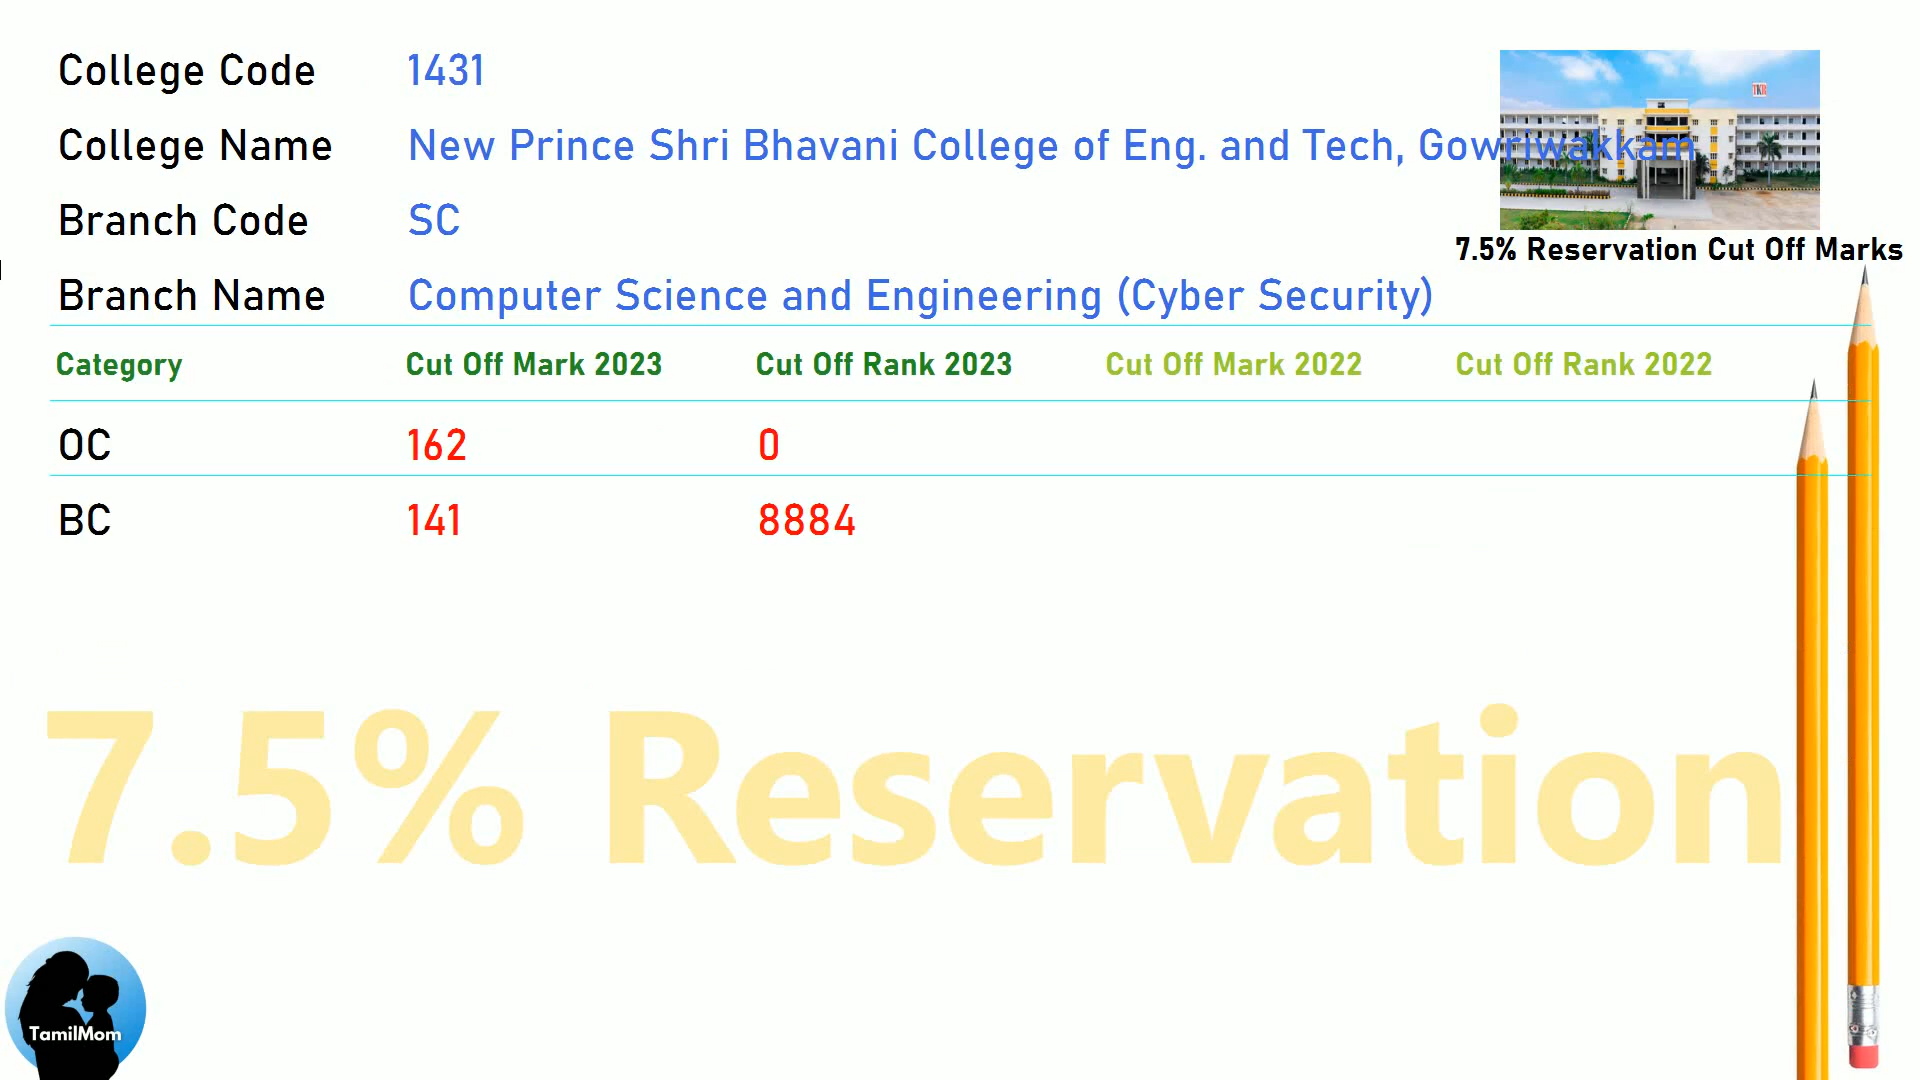 College Code 1431
College Name New Prince Shri Bhavani College of Eng. and Tech, Gowriwakkam
TKR
Branch Code SC
7.5% Reservation Cut Off Marks
Branch Name Computer Science and Engineering (Cyber Security)
Category Cut Off Mark 2023 Cut Off Rank 2023 Cut Off Mark 2022 Cut Off Rank 2022
OC 162 0
BC 141 8884
7.5% Reservation
TamilMom